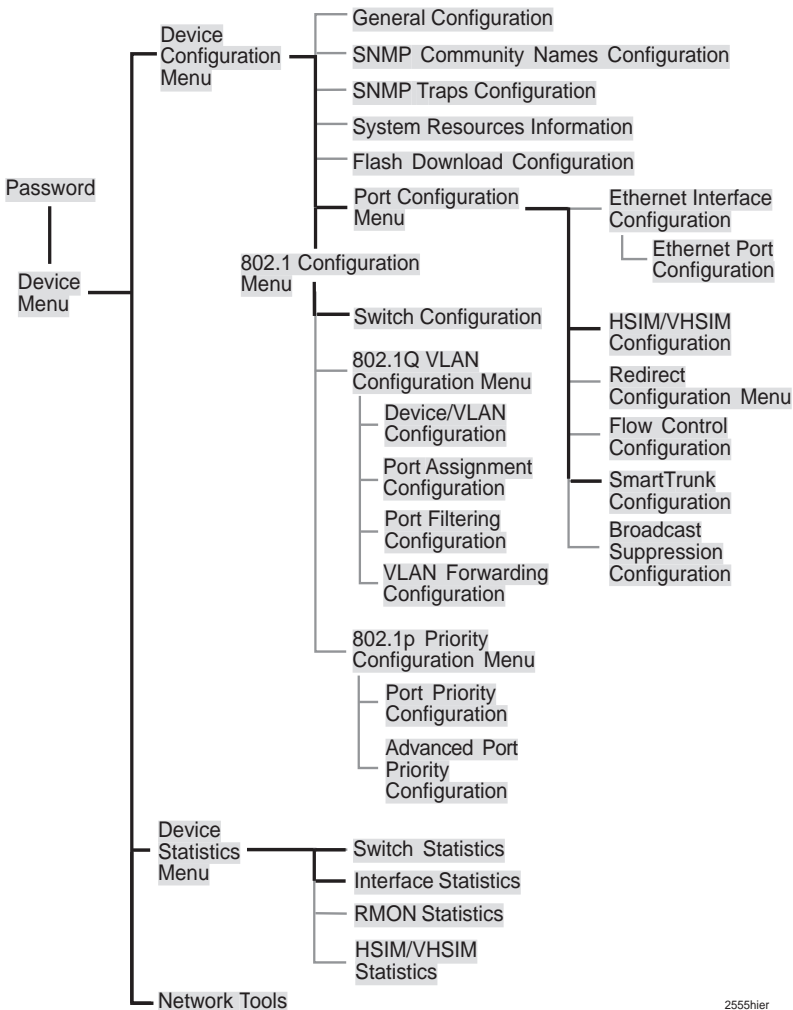 Password
Device
Menu
Device
Configuration
Menu
General Configuration
SNMP Community Names Configuration
SNMP Traps Configuration
System Resources Information
Flash Download Configuration
Port Configuration
Menu
Ethernet Interface
Configuration
Ethernet Port
Configuration
HSIM/VHSIM
Configuration
Redirect
Configuration Menu
Flow Control
Configuration
SmartTrunk
Configuration
Broadcast
Suppression
Configuration
802.1 Configuration
Menu
Switch Configuration
802.1Q VLAN
Configuration Menu
Device/VLAN
Configuration
Port Assignment
Configuration
Port Filtering
Configuration
VLAN Forwarding
Configuration
802.1p Priority
Configuration Menu
Port Priority
Configuration
Advanced Port
Priority
Configuration
Device
Statistics
Menu
Switch Statistics
Interface Statistics
RMON Statistics
HSIM/VHSIM
Statistics
Network Tools
2555hier